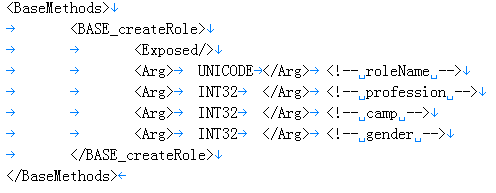 <BaseMethods>
<BASE_createRole>
<Exposed/>
<Arg> UNICODE </Arg> <!-- roleName -->
<Arg> INT32 </Arg> <!-- profession -->
<Arg> INT32 </Arg> <!-- camp -->
<Arg> INT32 </Arg> <!-- gender -->
</BASE_createRole>
</BaseMethods>